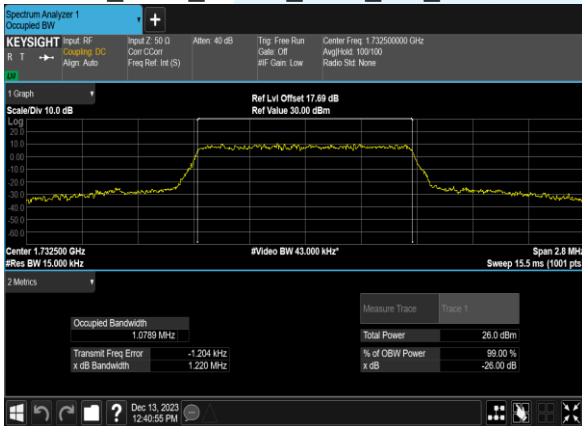 Spectrum Analyzer 1
Occupied BW
+
KEYSIGHT
R T
LXI
Input: RF
Coupling: DC
Align: Auto
Input Z: 50 Ω
Corr CCorr
Freq Ref: Int (S)
Atten: 40 dB
Trig: Free Run
Gate: Off
#IF Gain: Low
Center Freq: 1.732500000 GHz
Avg|Hold: 100/100
Radio Std: None
1 Graph
Scale/Div 10.0 dB
Ref Lvl Offset 17.69 dB
Ref Value 30.00 dBm
Log
20.0
10.0
0.00
-10.0
-20.0
-30.0
-40.0
-50.0
-60.0
Center 1.732500 GHz
#Video BW 43.000 kHz*
Span 2.8 MHz
#Res BW 15.000 kHz
Sweep 15.5 ms (1001 pts
2 Metrics
Measure Trace
Trace 1
Occupied Bandwidth
1.0789 MHz
Total Power
26.0 dBm
Transmit Freq Error
-1.204 kHz
% of OBW Power
99.00 %
x dB Bandwidth
1.220 MHz
x dB
-26.00 dB
?
Dec 13, 2023
12:40:55 PM